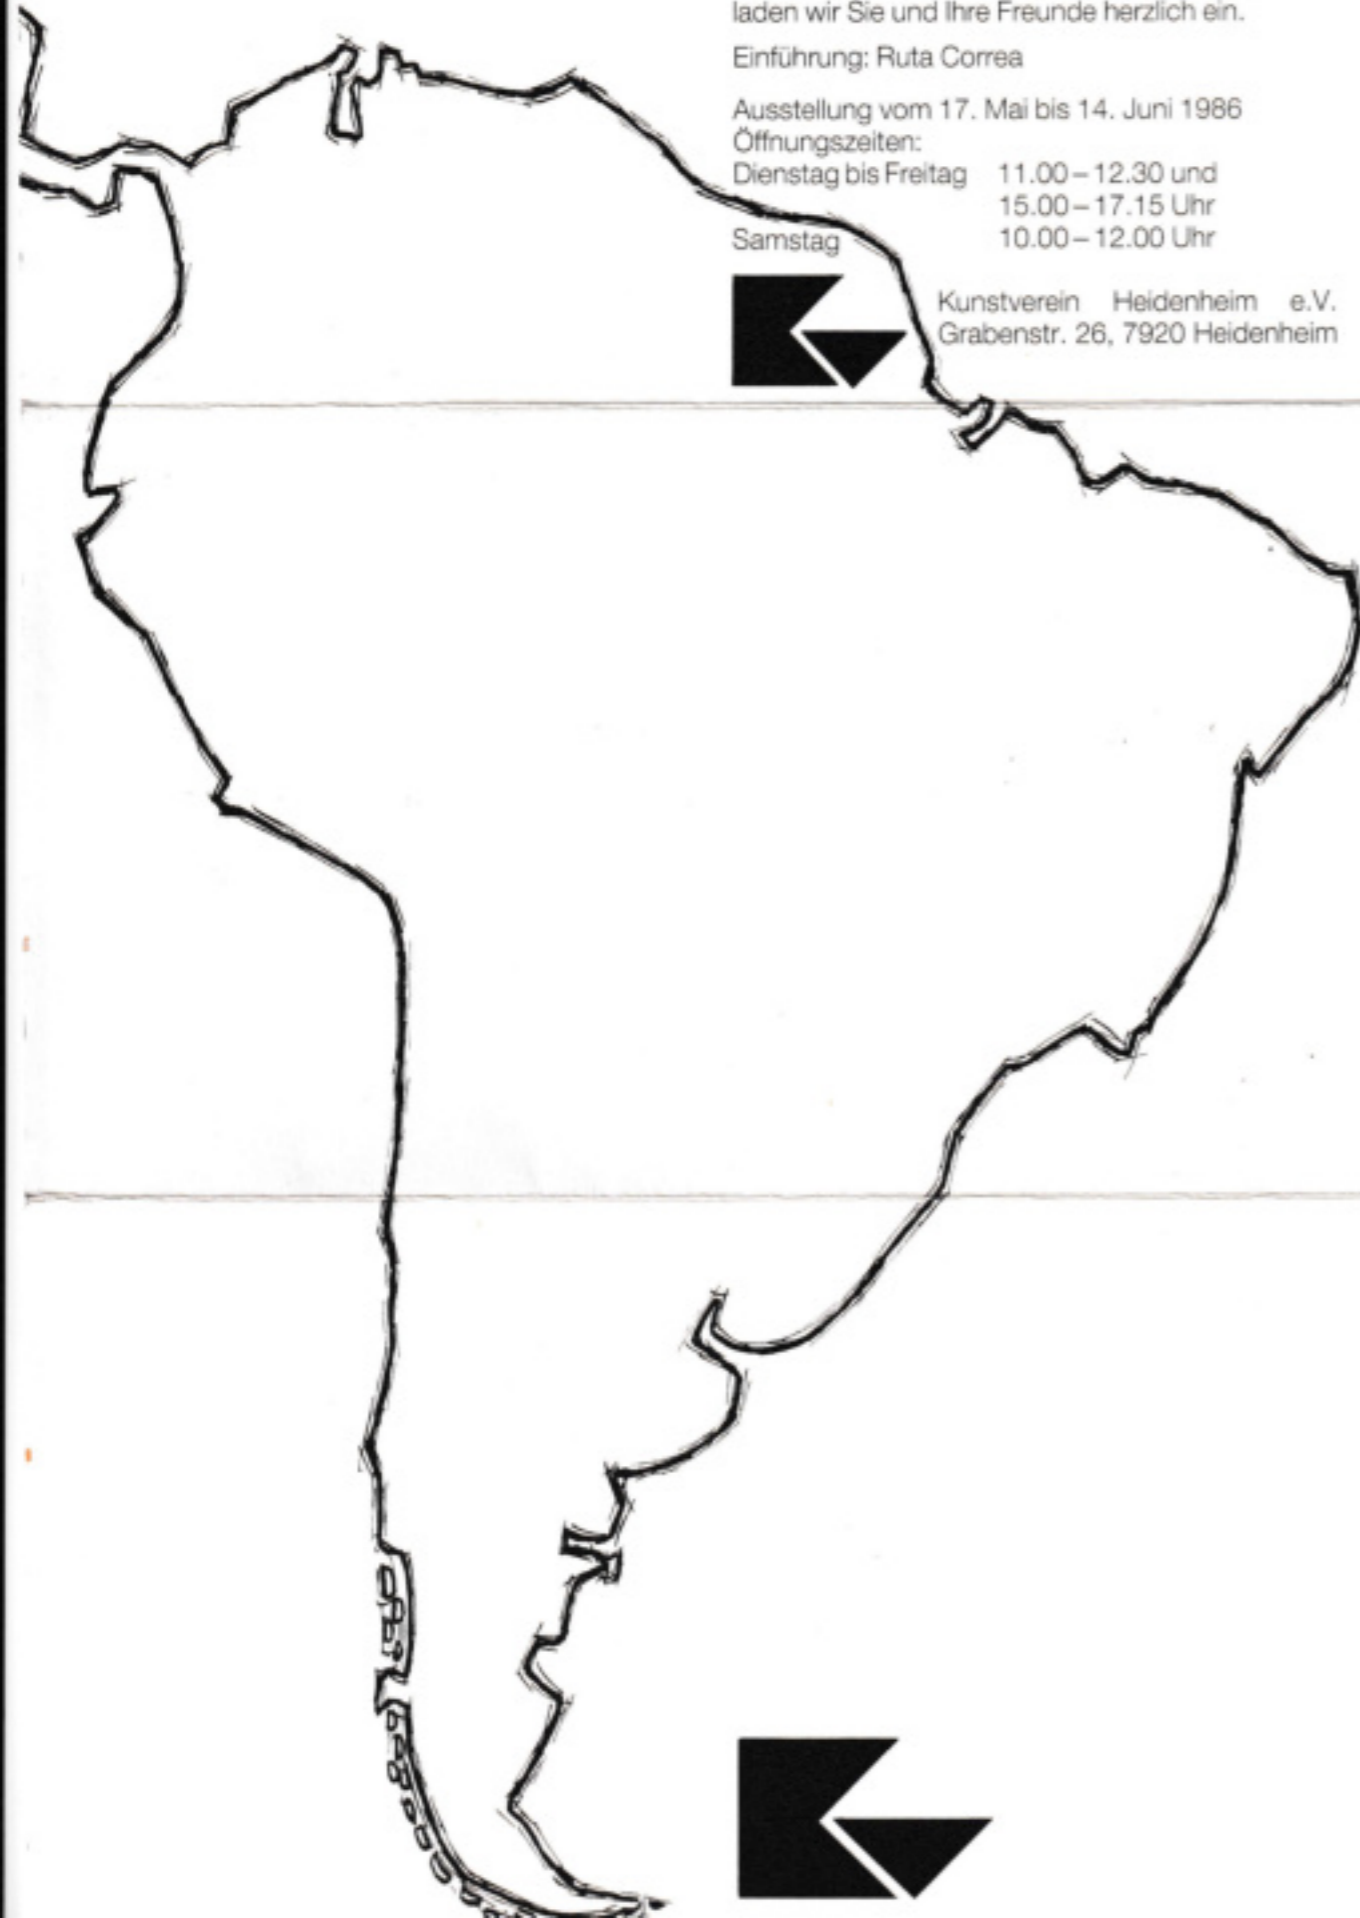 laden wir Sie und Ihre Freunde herzlich ein.
Einführung: Ruta Correa
Ausstellung vom 17. Mai bis 14. Juni 1986
Öffnungszeiten:
Dienstag bis Freitag 11.00–12.30 und
15.00–17.15 Uhr
Samstag 10.00–12.00 Uhr
Kunstverein Heidenheim e.V.
Grabenstr. 26, 7920 Heidenheim